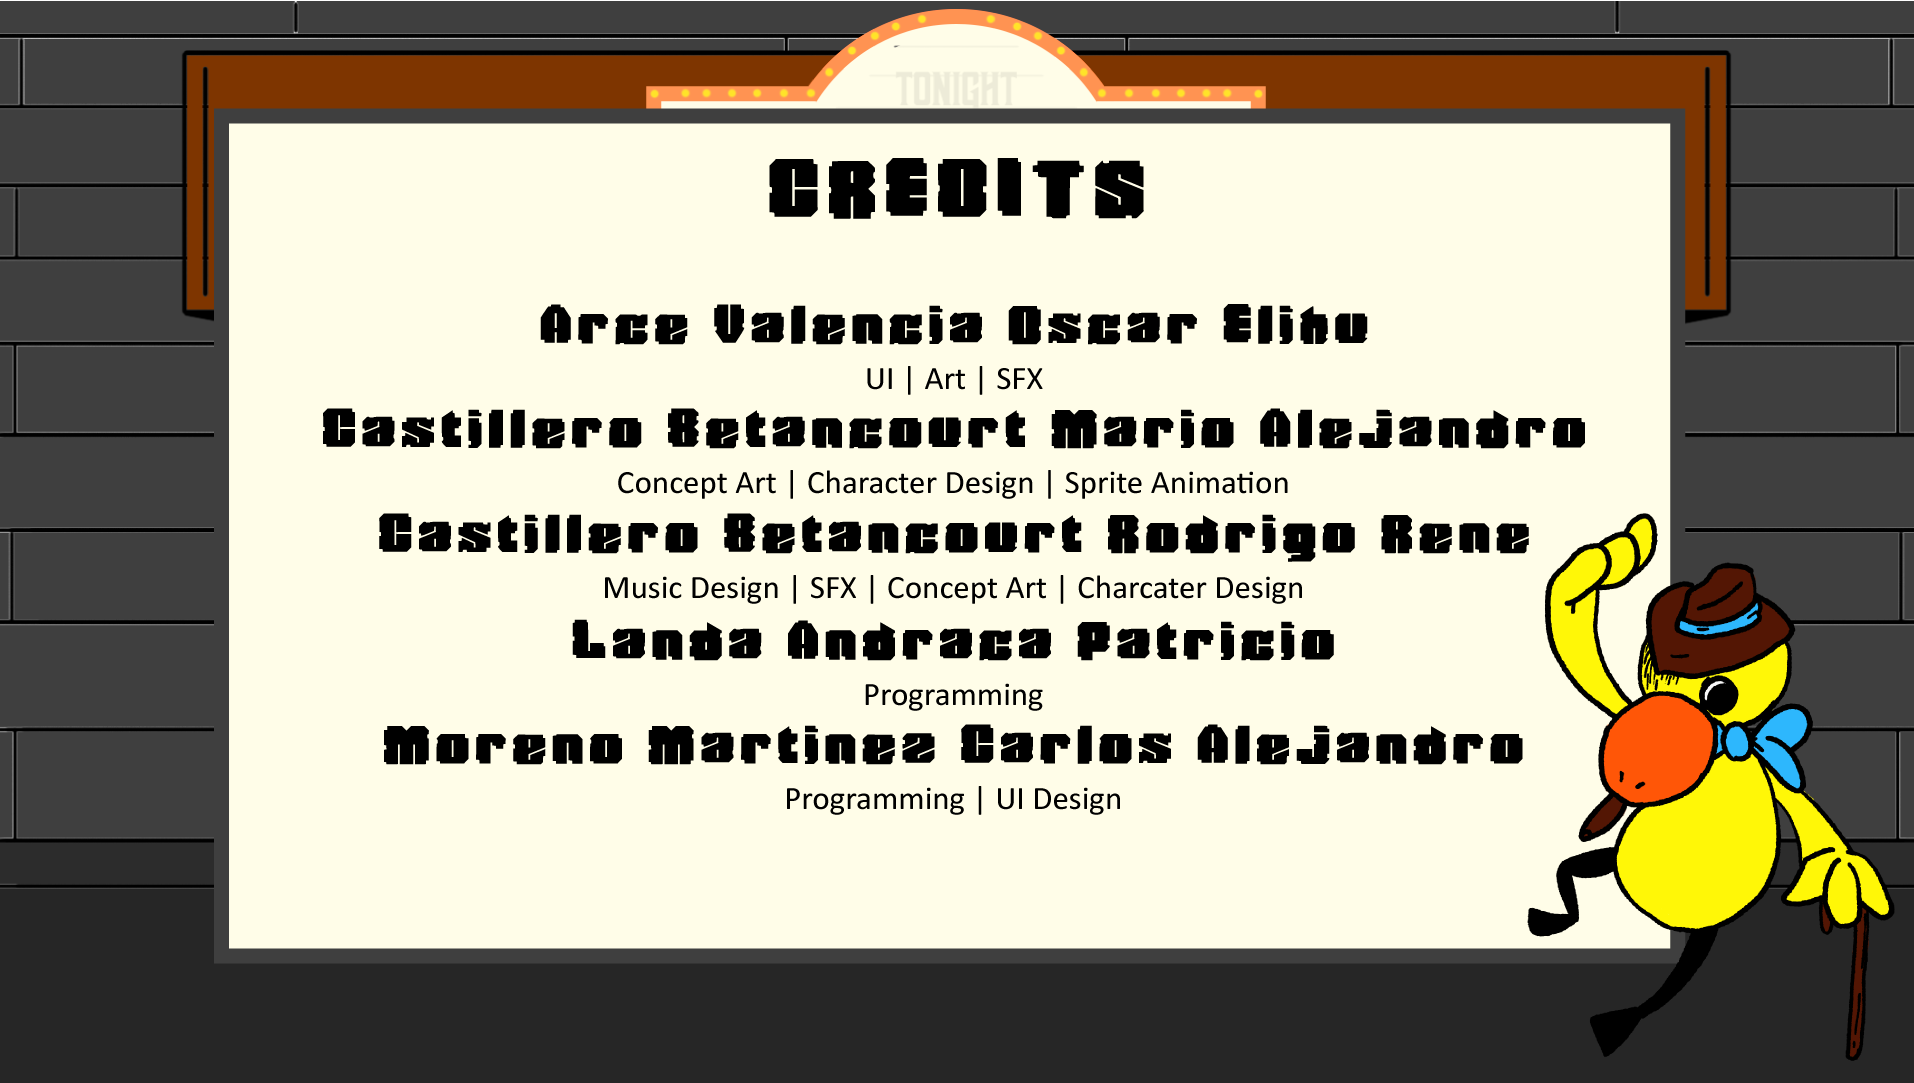 TONIGHT
CREDITS
Arce Valencia Oscar Elihu
UI | Art | SFX
Castillero Betancourt Mario Alejandro
Concept Art | Character Design | Sprite Animation
Castillero Betancourt Rodrigo Rene
Music Design | SFX | Concept Art | Charcater Design
Landa Andraca Patricio
Programming
Moreno Martinez Carlos Alejandro
Programming | UI Design